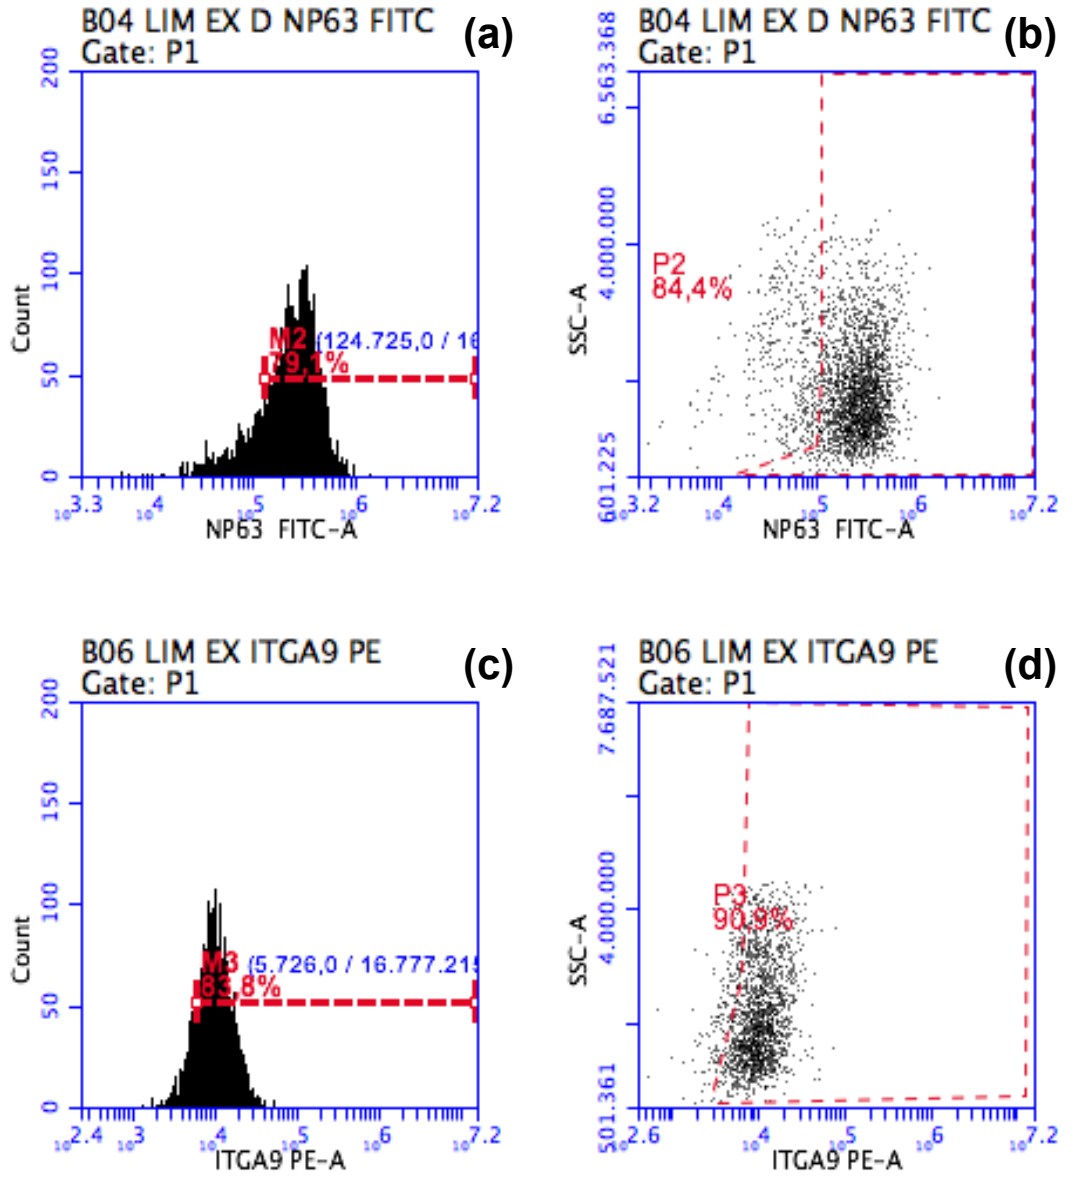 B04 LIM EX D NP63 FITC (a)
Gate: P1
200
150
100
50
0
Count
M2 (124.725,0 / 16
79,1%
10^3.3 10^4 10^5 10^6 10^7.2
NP63 FITC-A
B04 LIM EX D NP63 FITC (b)
Gate: P1
6.563.368
4.000.000
601.225
SSC-A
P2
84,4%
10^3.2 10^4 10^5 10^6 10^7.2
NP63 FITC-A
B06 LIM EX ITGA9 PE (c)
Gate: P1
200
150
100
50
0
Count
M3 (5.726,0 / 16.777.215
83,8%
10^2.4 10^3 10^4 10^5 10^6 10^7.2
ITGA9 PE-A
B06 LIM EX ITGA9 PE (d)
Gate: P1
7.687.521
4.000.000
501.361
SSC-A
P3
90,9%
10^2.6 10^4 10^5 10^6 10^7.2
ITGA9 PE-A